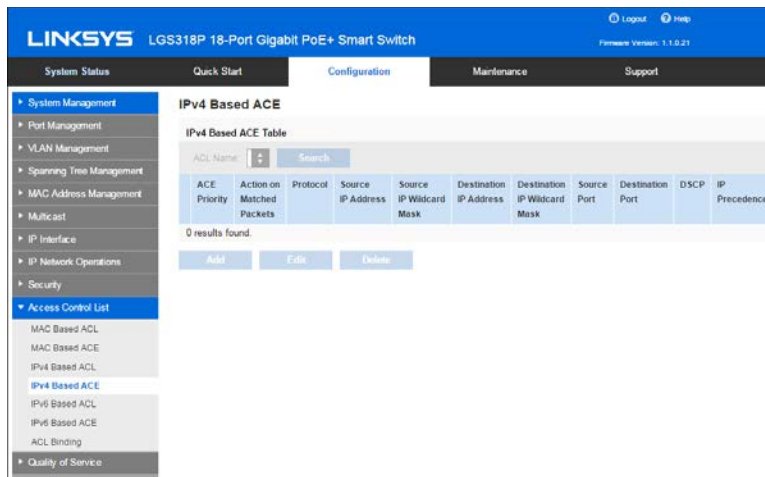 Logout Help
LINKSYS LGS318P 18-Port Gigabit PoE+ Smart Switch
Firmware Version: 1.1.0.21
System Status Quick Start Configuration Maintenance Support
System Management
Port Management
VLAN Management
Spanning Tree Management
MAC Address Management
Multicast
IP Interface
IP Network Operations
Security
Access Control List
MAC Based ACL
MAC Based ACE
IPv4 Based ACL
IPv4 Based ACE
IPv6 Based ACL
IPv6 Based ACE
ACL Binding
Quality of Service
IPv4 Based ACE
IPv4 Based ACE Table
ACL Name: Search
ACE Action on Protocol Source Source Destination Destination Source Destination DSCP IP
Priority Matched IP Address IP Wildcard IP Address IP Wildcard Port Port Precedence
Packets Mask Mask
0 results found.
Add Edit Delete